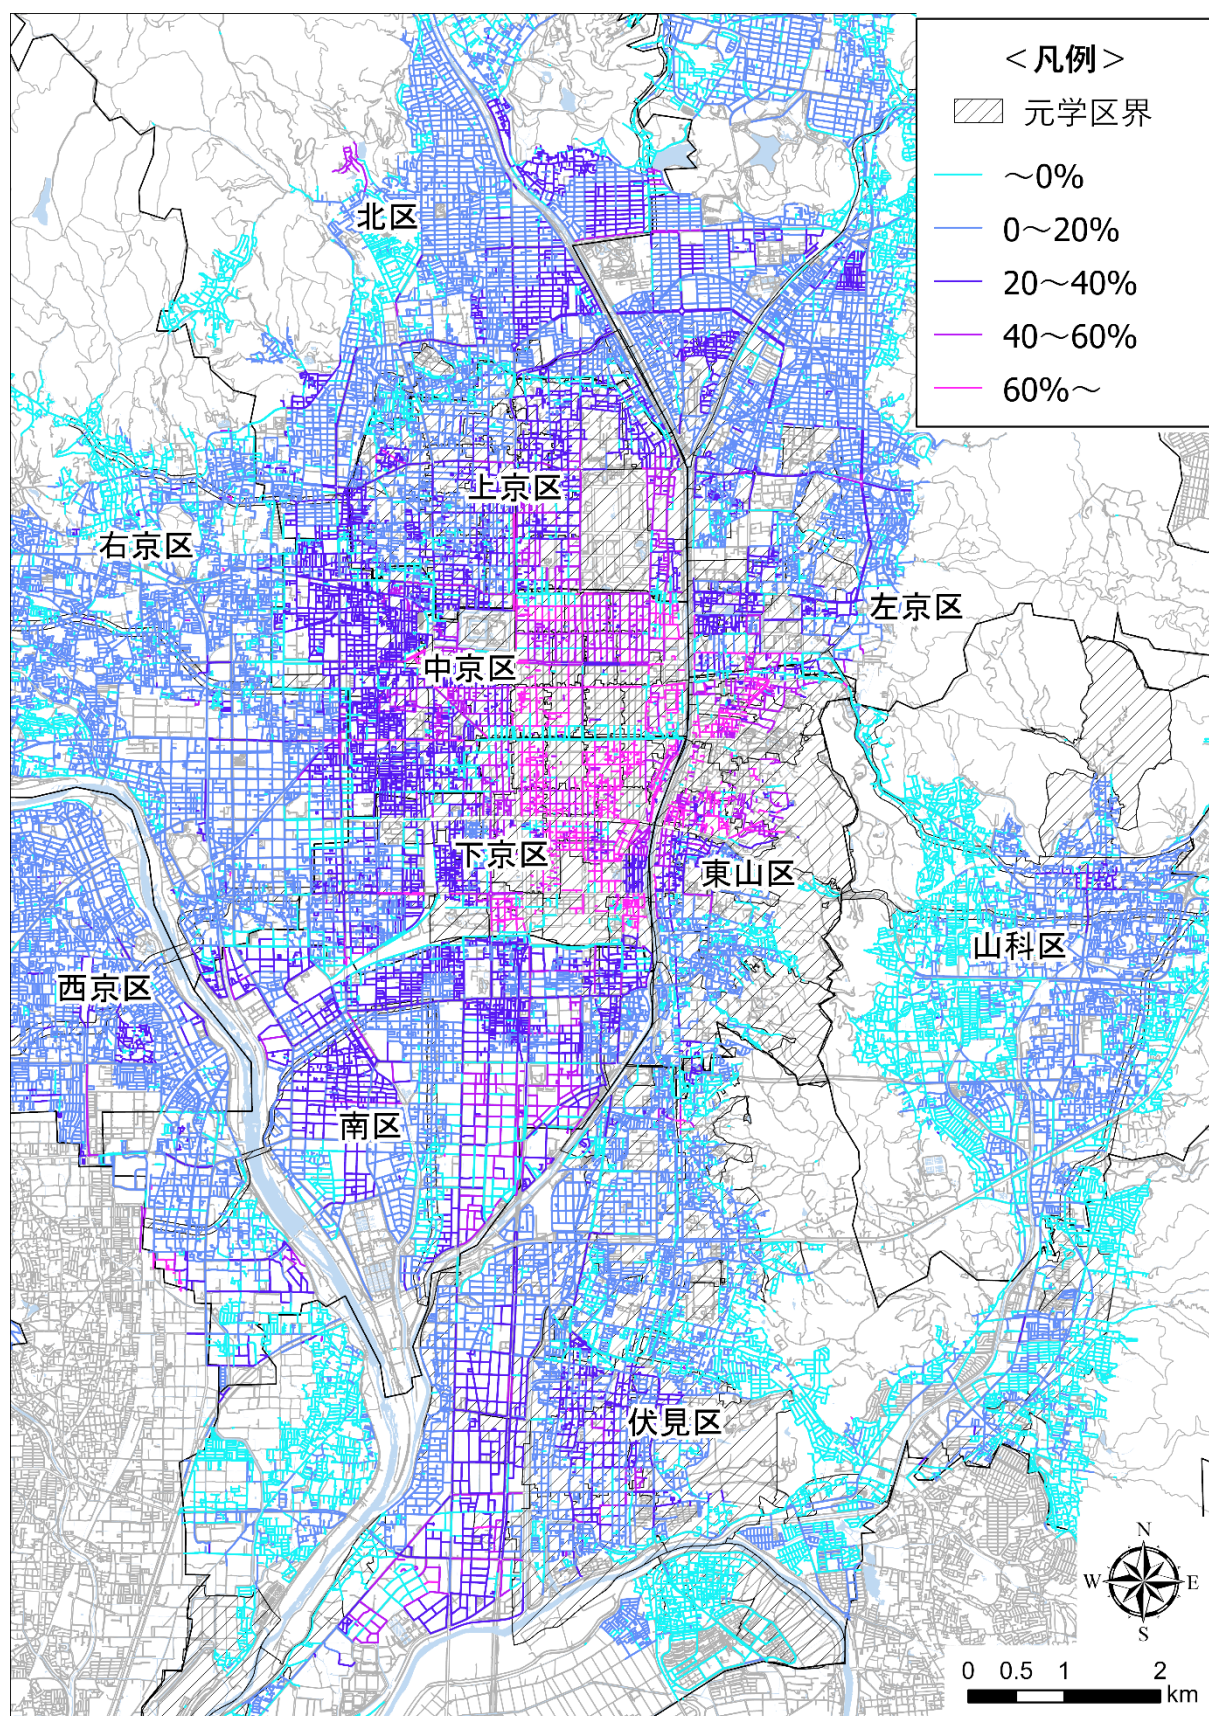 ＜凡例＞
元学区界
～0%
0～20%
20～40%
40～60%
60%～
北区
上京区
右京区
左京区
中京区
下京区
東山区
山科区
西京区
南区
伏見区
N
W E
S
0 0.5 1 2
km